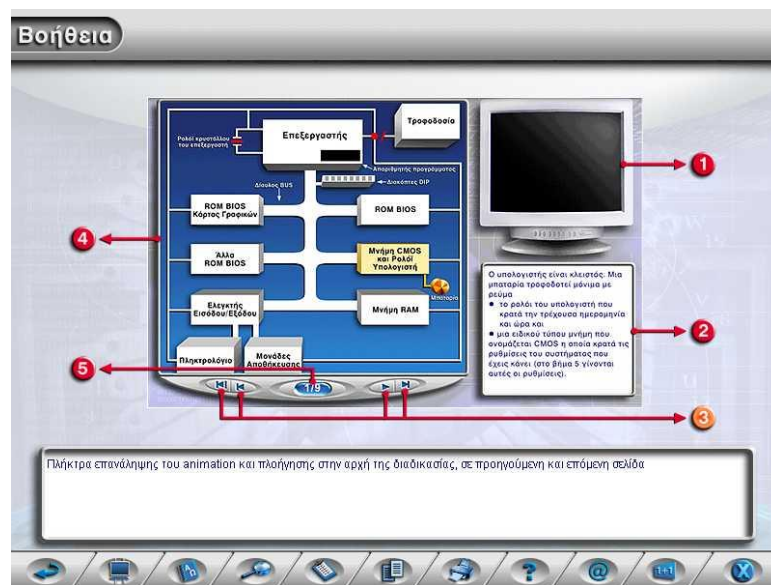 Βοήθεια
Ρολόι κρυστάλλου
του επεξεργαστή
Επεξεργαστής
Τροφοδοσία
Απαριθμητής προγράμματος
Δίαυλος BUS
Διακόπτες DIP
ROM BIOS
Κάρτας Γραφικών
ROM BIOS
Άλλα
ROM BIOS
Μνήμη CMOS
και Ρολόι
Υπολογιστή
Μπαταρία
Ελεγκτής
Εισόδου/Εξόδου
Μνήμη RAM
Πληκτρολόγιο
Μονάδες
Αποθήκευσης
1/9
1
Ο υπολογιστής είναι κλειστός. Μια
μπαταρία τροφοδοτεί μόνιμα με
ρεύμα
• το ρολόι του υπολογιστή που
κρατά την τρέχουσα ημερομηνία
και ώρα και
• μια ειδικού τύπου μνήμη που
ονομάζεται CMOS η οποία κρατά τις
ρυθμίσεις του συστήματος που
έχεις κάνει (στο βήμα 5 γίνονται
αυτές οι ρυθμίσεις).
2
4
5
3
Πλήκτρα επανάληψης του animation και πλοήγησης στην αρχή της διαδικασίας, σε προηγούμενη και επόμενη σελίδα
?
@
1+1
X